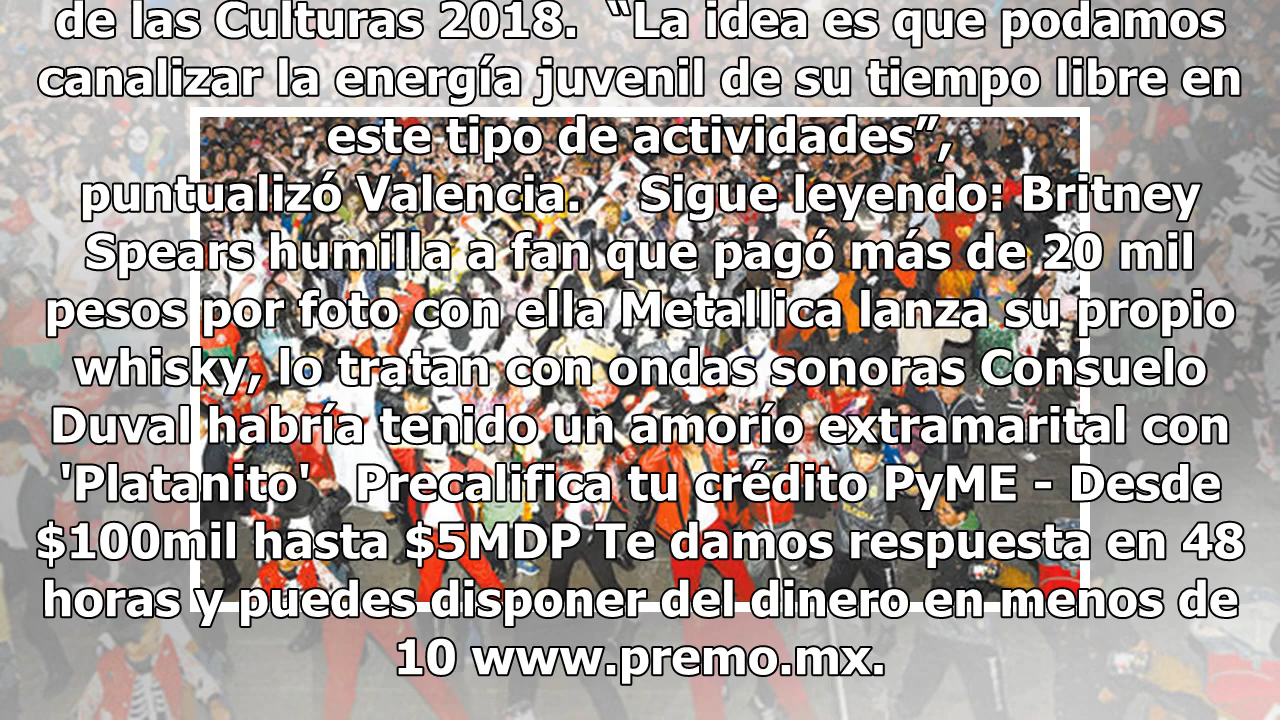 de las Culturas 2018.  “La idea es que podamos
canalizar la energía juvenil de su tiempo libre en
este tipo de actividades”,
puntualizó Valencia.    Sigue leyendo: Britney
Spears humilla a fan que pagó más de 20 mil
pesos por foto con ella Metallica lanza su propio
whisky, lo tratan con ondas sonoras Consuelo
Duval habría tenido un amorío extramarital con
'Platanito'   Precalifica tu crédito PyME - Desde
$100mil hasta $5MDP Te damos respuesta en 48
horas y puedes disponer del dinero en menos de
10 www.premo.mx.